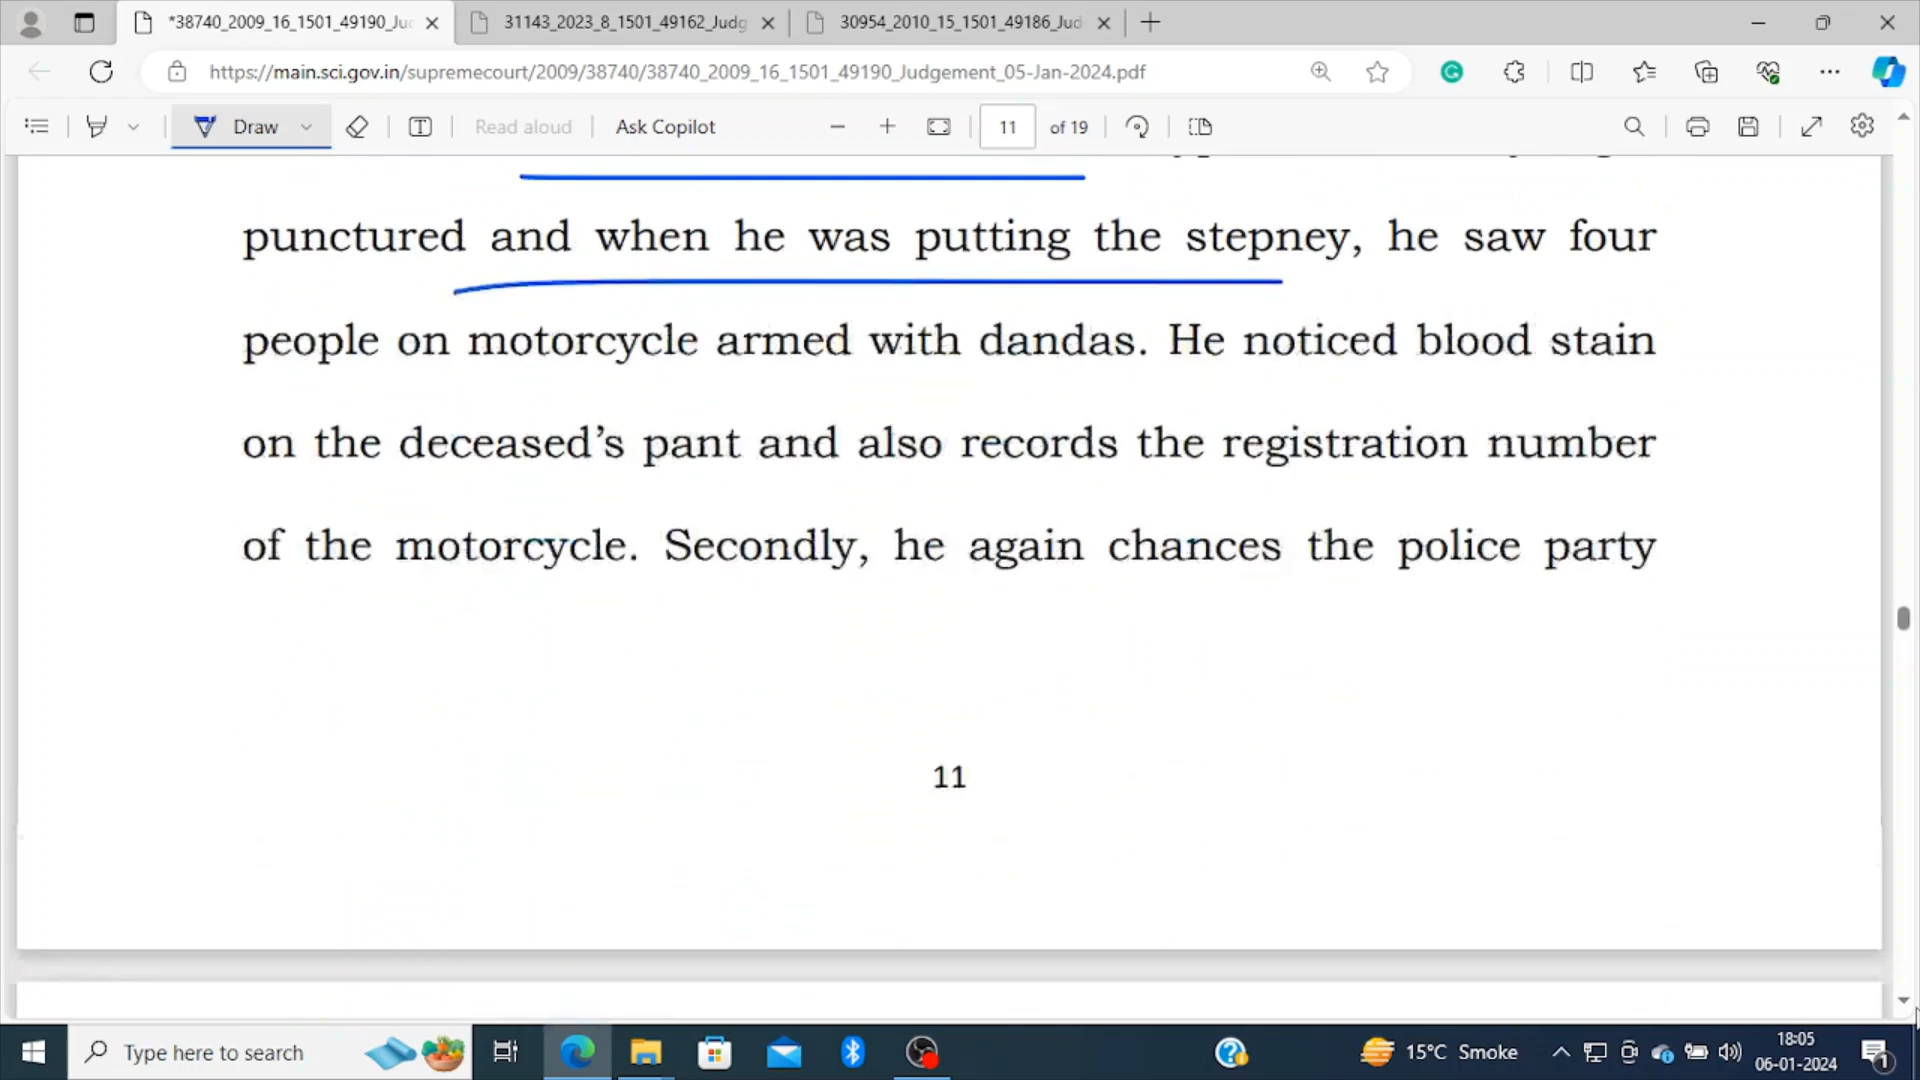 *38740_2009_16_1501_49190_Ju
31143_2023_8_1501_49162_Judg
30954_2010_15_1501_49186_Jud
https://main.sci.gov.in/supremecourt/2009/38740/38740_2009_16_1501_49190_Judgement_05-Jan-2024.pdf
Draw
Read aloud
Ask Copilot
11
of 19
punctured and when he was putting the stepney, he saw four
people on motorcycle armed with dandas. He noticed blood stain
on the deceased’s pant and also records the registration number
of the motorcycle. Secondly, he again chances the police party
11
Type here to search
15°C Smoke
18:05
06-01-2024
1